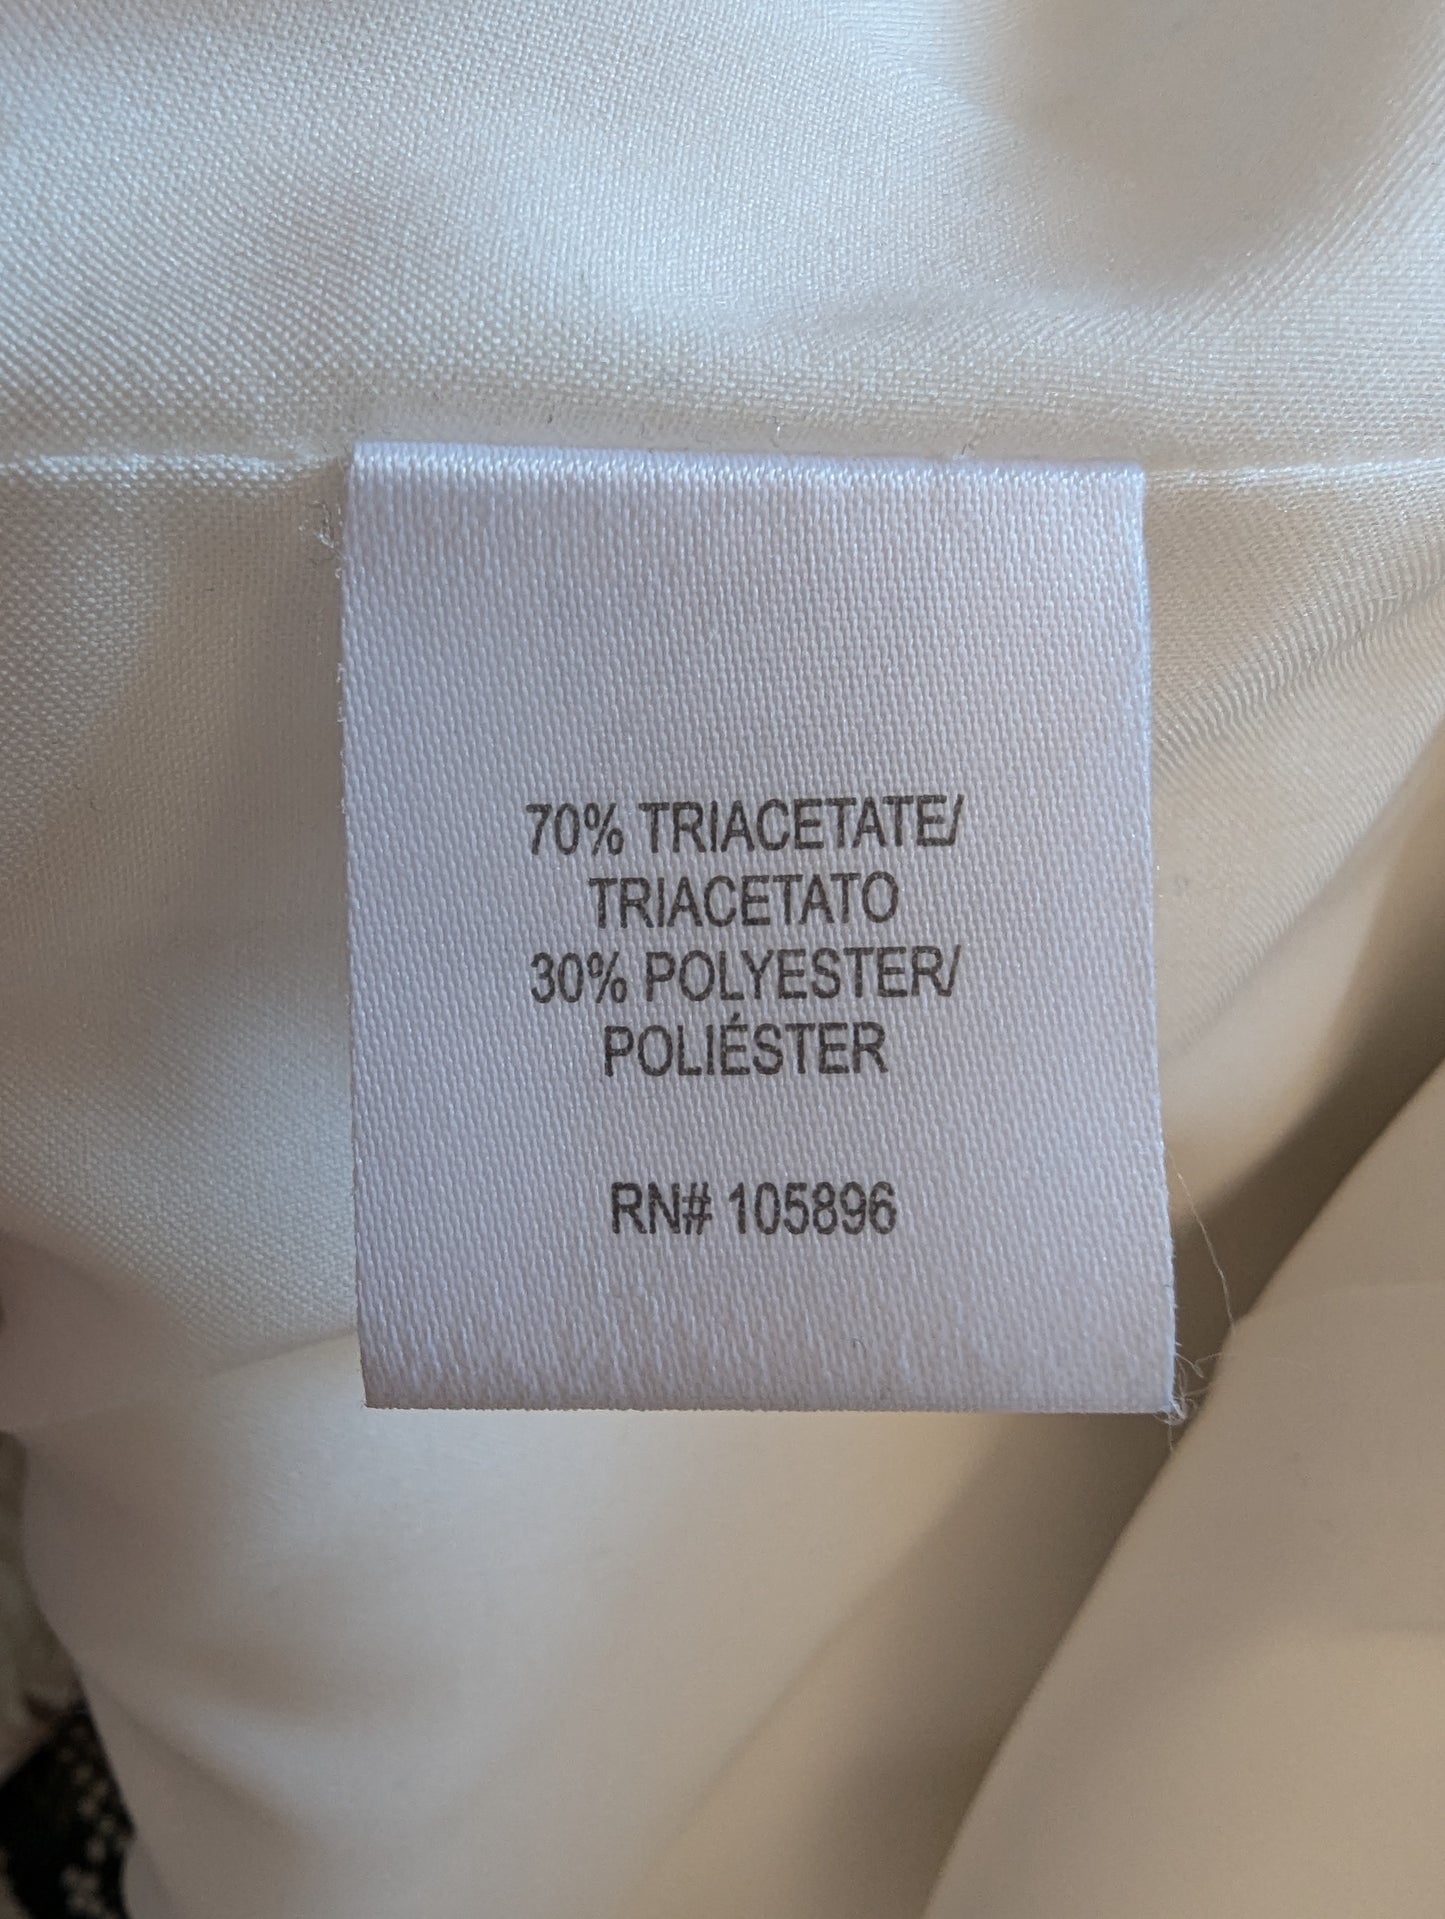 70% TRIACETATE/
TRIACETATO
30% POLYESTER/
POLIÉSTER
RN# 105896